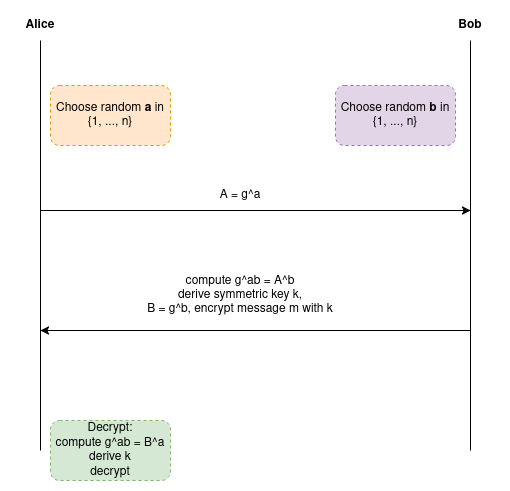 Alice
Bob
Choose random a in
{1, ..., n}
Choose random b in
{1, ..., n}
A = g^a
compute g^ab = A^b
derive symmetric key k,
B = g^b, encrypt message m with k
Decrypt:
compute g^ab = B^a
derive k
decrypt